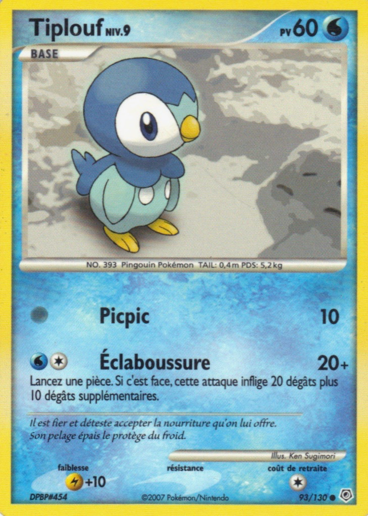 Tiplouf NIV.9 PV 60
BASE
NO. 393 Pingouin Pokémon TAIL: 0,4m PDS: 5,2kg
Picpic 10
Éclaboussure 20+
Lancez une pièce. Si c'est face, cette attaque inflige 20 dégâts plus
10 dégâts supplémentaires.
Il est fier et déteste accepter la nourriture qu'on lui offre.
Son pelage épais le protège du froid.
Illus. Ken Sugimori
faiblesse résistance coût de retraite
+10
DPBP#454 ©2007 Pokémon/Nintendo 93/130